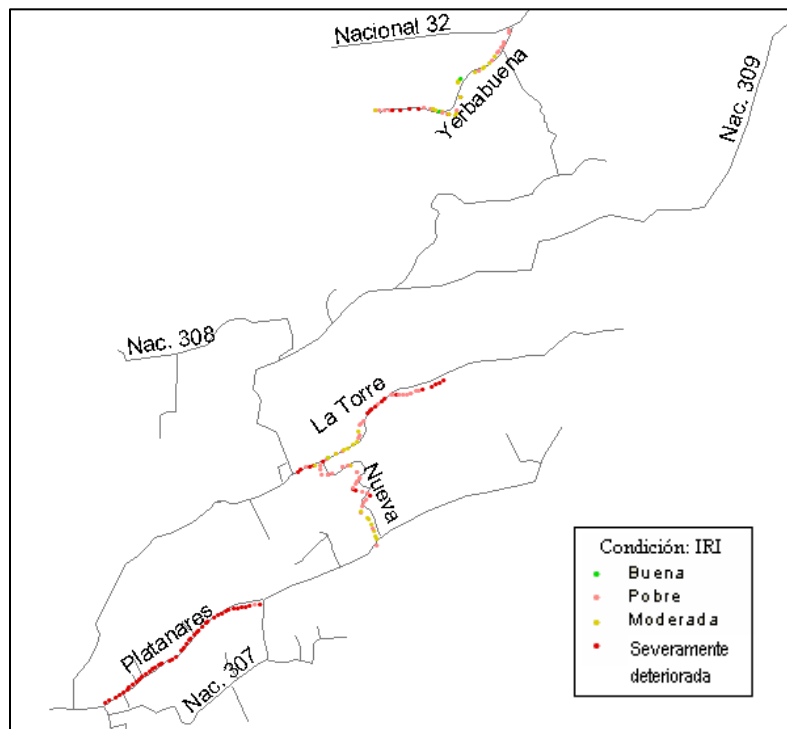 Nacional 32
Yerbabuena
Nac. 309
Nac. 308
La Torre
Nueva
Platanares
Nac. 307
Condición: IRI
Buena
Pobre
Moderada
Severamente
deteriorada